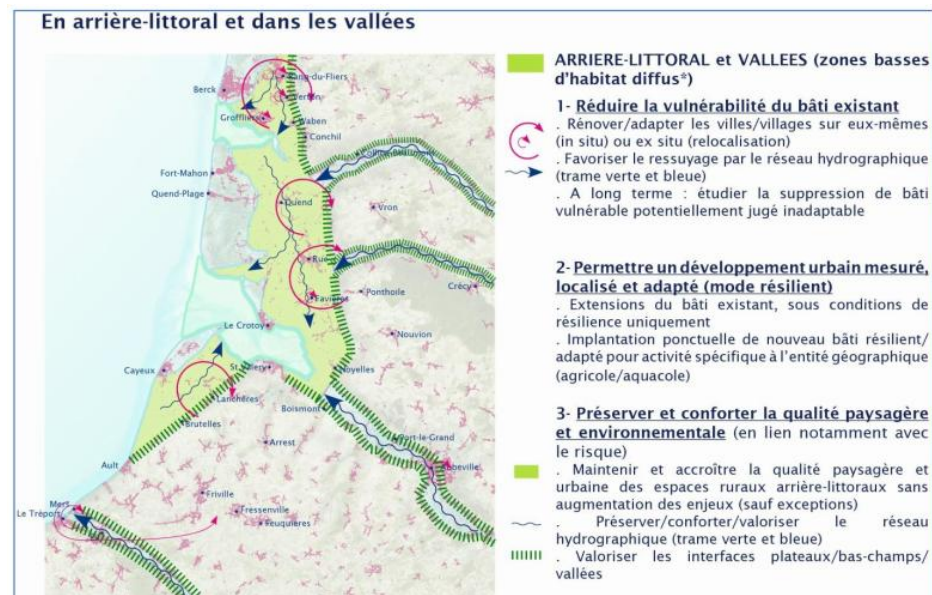 En arrière-littoral et dans les vallées
Berck
Rang-du-Fliers
Verton
Groffliers
Waben
Conchil
Fort-Mahon
Quend-Plage
Quend
Vron
Rue
Crécy
Favières
Ponthoile
Le Crotoy
Nouvion
Cayeux
St Valery
Noyelles
Lanchères
Boismont
Brutelles
Arrest
Port-le-Grand
Abbeville
Ault
Mers
Le Tréport
Friville
Fressenville
Feuquières
ARRIERE-LITTORAL et VALLEES (zones basses
d'habitat diffus*)
1- Réduire la vulnérabilité du bâti existant
. Rénover/adapter les villes/villages sur eux-mêmes
(in situ) ou ex situ (relocalisation)
. Favoriser le ressuyage par le réseau hydrographique
(trame verte et bleue)
. A long terme : étudier la suppression de bâti
vulnérable potentiellement jugé inadaptable
2- Permettre un développement urbain mesuré,
localisé et adapté (mode résilient)
. Extensions du bâti existant, sous conditions de
résilience uniquement
. Implantation ponctuelle de nouveau bâti résilient/
adapté pour activité spécifique à l'entité géographique
(agricole/aquacole)
3- Préserver et conforter la qualité paysagère
et environnementale (en lien notamment avec
le risque)
. Maintenir et accroître la qualité paysagère et
urbaine des espaces ruraux arrière-littoraux sans
augmentation des enjeux (sauf exceptions)
. Préserver/conforter/valoriser le réseau
hydrographique (trame verte et bleue)
. Valoriser les interfaces plateaux/bas-champs/
vallées